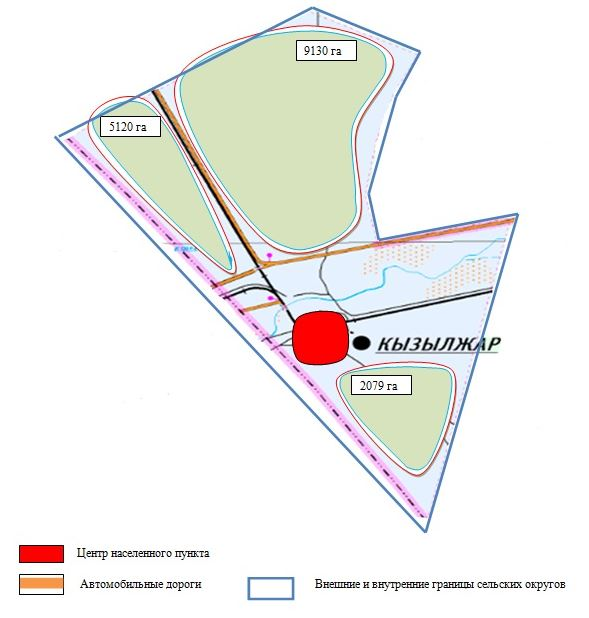 9130 га
5120 га
КЫЗЫЛЖАР
2079 га
Центр населенного пункта
Автомобильные дороги
Внешние и внутренние границы сельских округов